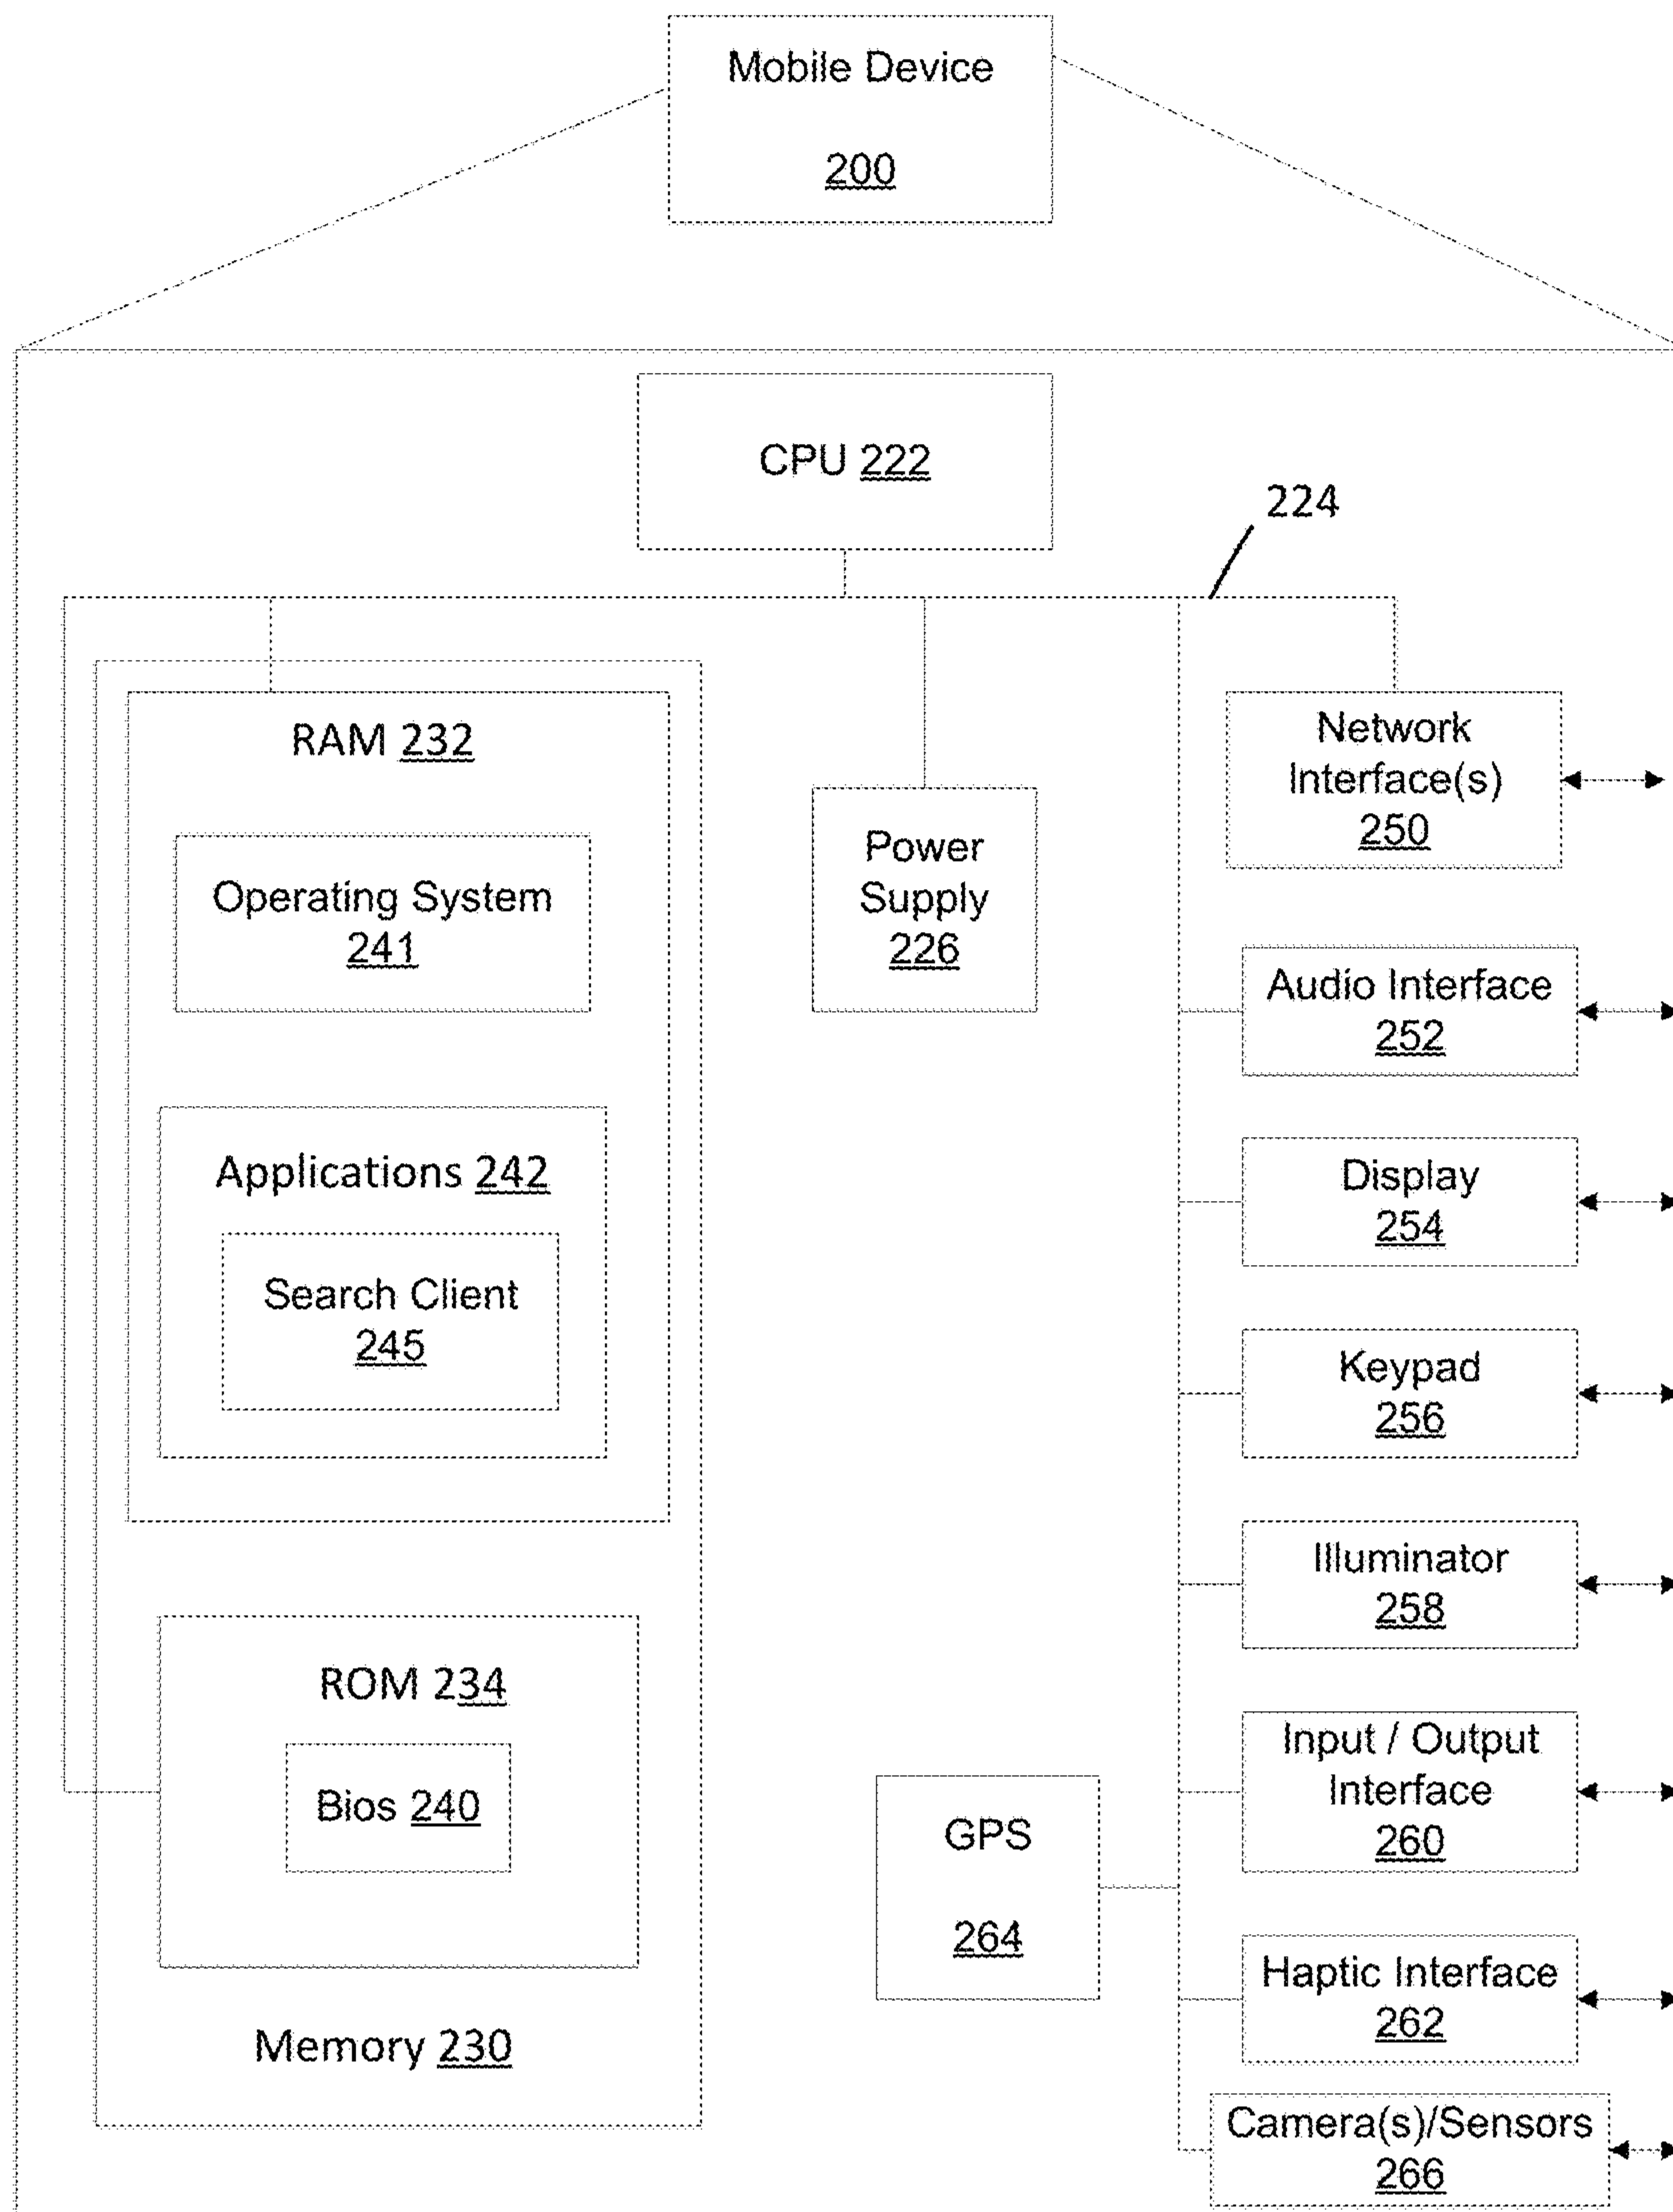 Mobile Device
200
CPU 222
224
RAM 232
Operating System
241
Applications 242
Search Client
245
ROM 234
Bios 240
Memory 230
Power
Supply
226
GPS
264
Network
Interface(s)
250
Audio Interface
252
Display
254
Keypad
256
Illuminator
258
Input / Output
Interface
260
Haptic Interface
262
Camera(s)/Sensors
266